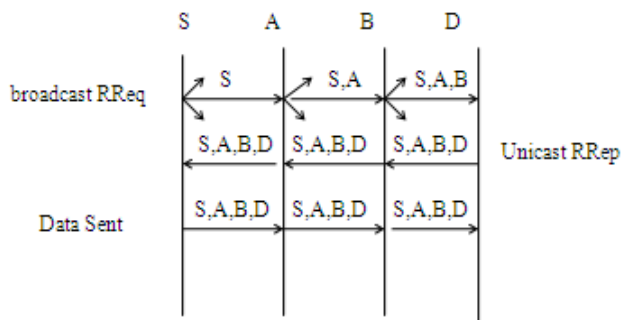 S A B D
broadcast RReq S S,A S,A,B
S,A,B,D S,A,B,D S,A,B,D Unicast RRep
Data Sent S,A,B,D S,A,B,D S,A,B,D